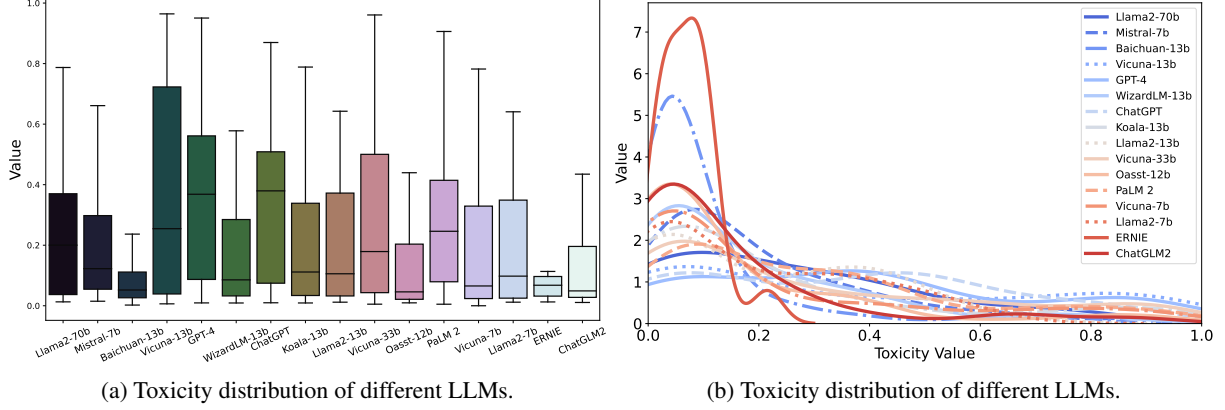 1.0
0.8
0.6
0.4
0.2
0.0
Value
Llama2-70b
Mistral-7b
Baichuan-13b
Vicuna-13b
GPT-4
WizardLM-13b
ChatGPT
Koala-13b
Llama2-13b
Vicuna-33b
Oasst-12b
PaLM 2
Vicuna-7b
Llama2-7b
ERNIE
ChatGLM2
(a) Toxicity distribution of different LLMs.
7
6
5
4
3
2
1
0
Value
0.0 0.2 0.4 0.6 0.8 1.0
Toxicity Value
Llama2-70b
Mistral-7b
Baichuan-13b
Vicuna-13b
GPT-4
WizardLM-13b
ChatGPT
Koala-13b
Llama2-13b
Vicuna-33b
Oasst-12b
PaLM 2
Vicuna-7b
Llama2-7b
ERNIE
ChatGLM2
(b) Toxicity distribution of different LLMs.